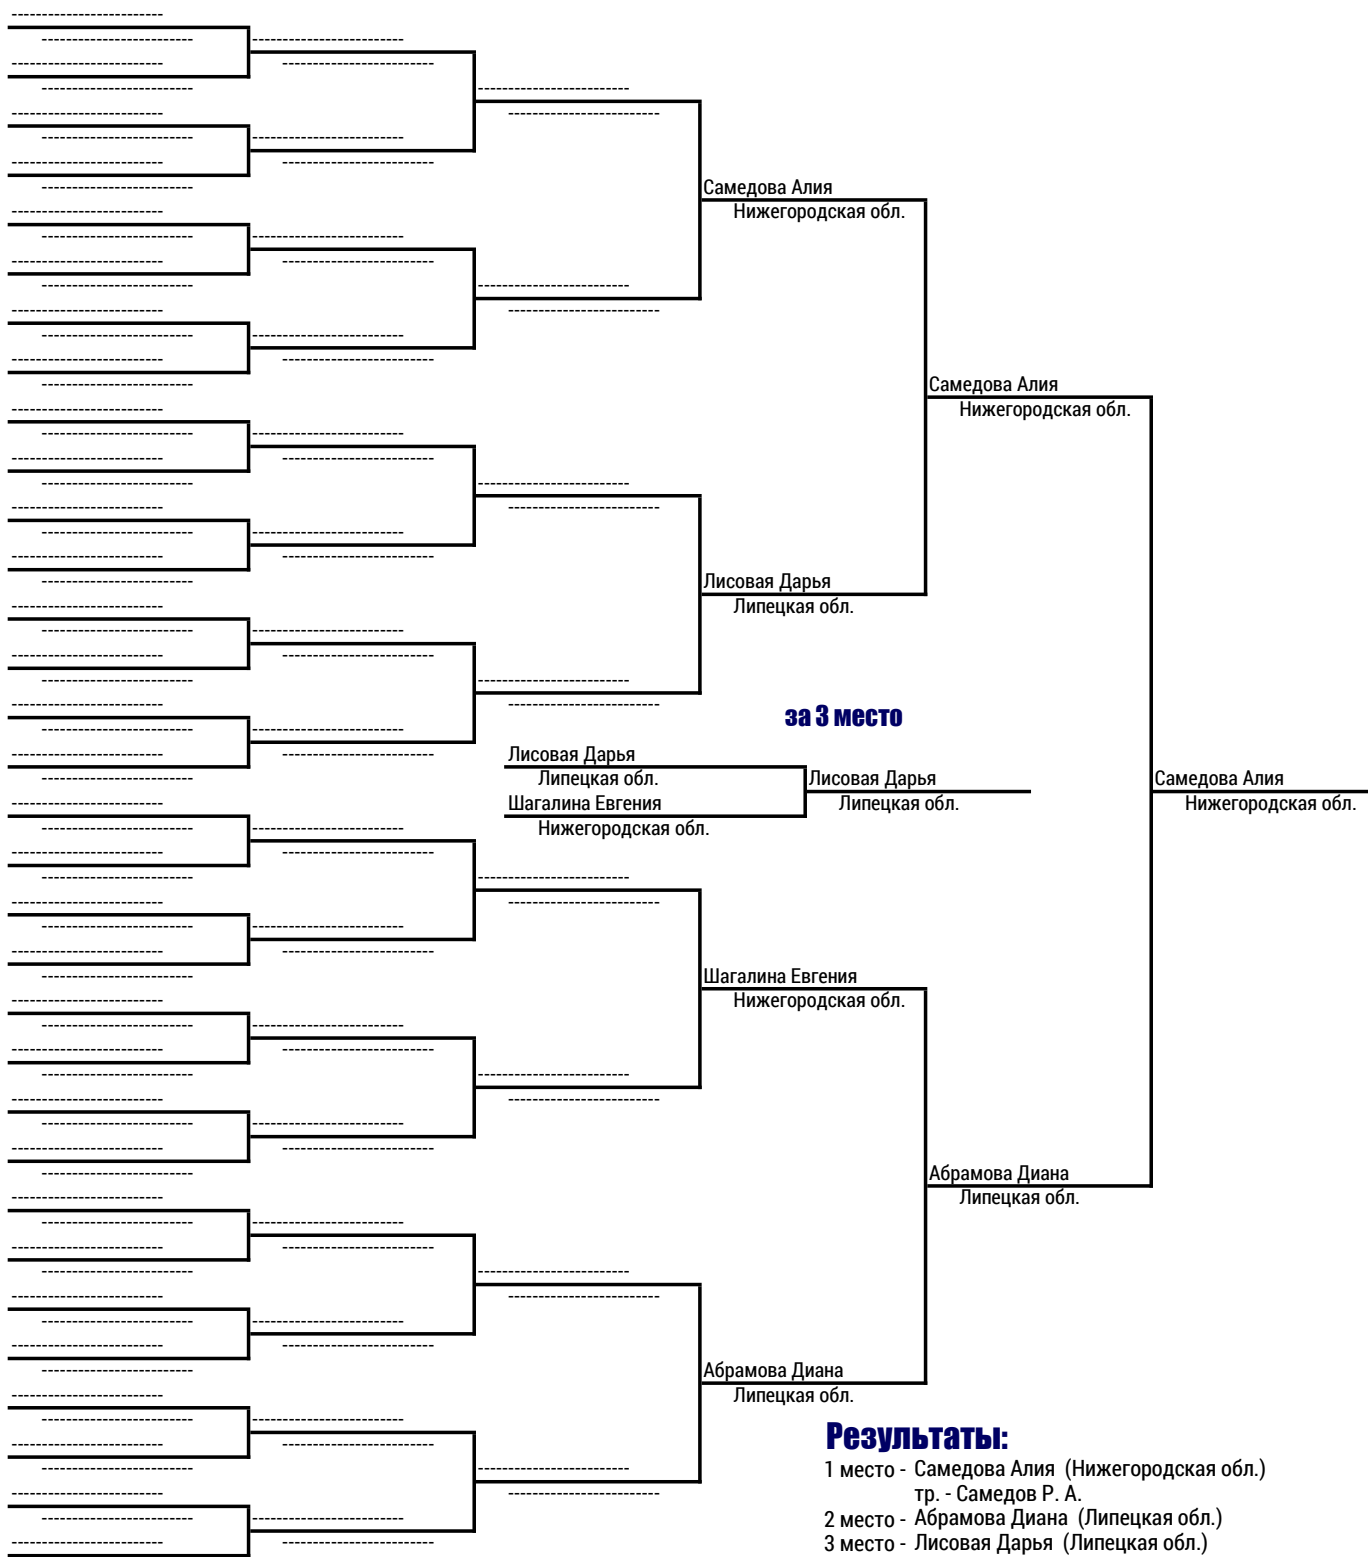 Самедова Алия
Нижегородская обл.
Самедова Алия
Нижегородская обл.
Лисовая Дарья
Липецкая обл.
за 3 место
Лисовая Дарья
Липецкая обл.
Шагалина Евгения
Нижегородская обл.
Лисовая Дарья
Липецкая обл.
Самедова Алия
Нижегородская обл.
Шагалина Евгения
Нижегородская обл.
Абрамова Диана
Липецкая обл.
Абрамова Диана
Липецкая обл.
Результаты:
1 место - Самедова Алия (Нижегородская обл.)
тр. - Самедов Р. А.
2 место - Абрамова Диана (Липецкая обл.)
3 место - Лисовая Дарья (Липецкая обл.)